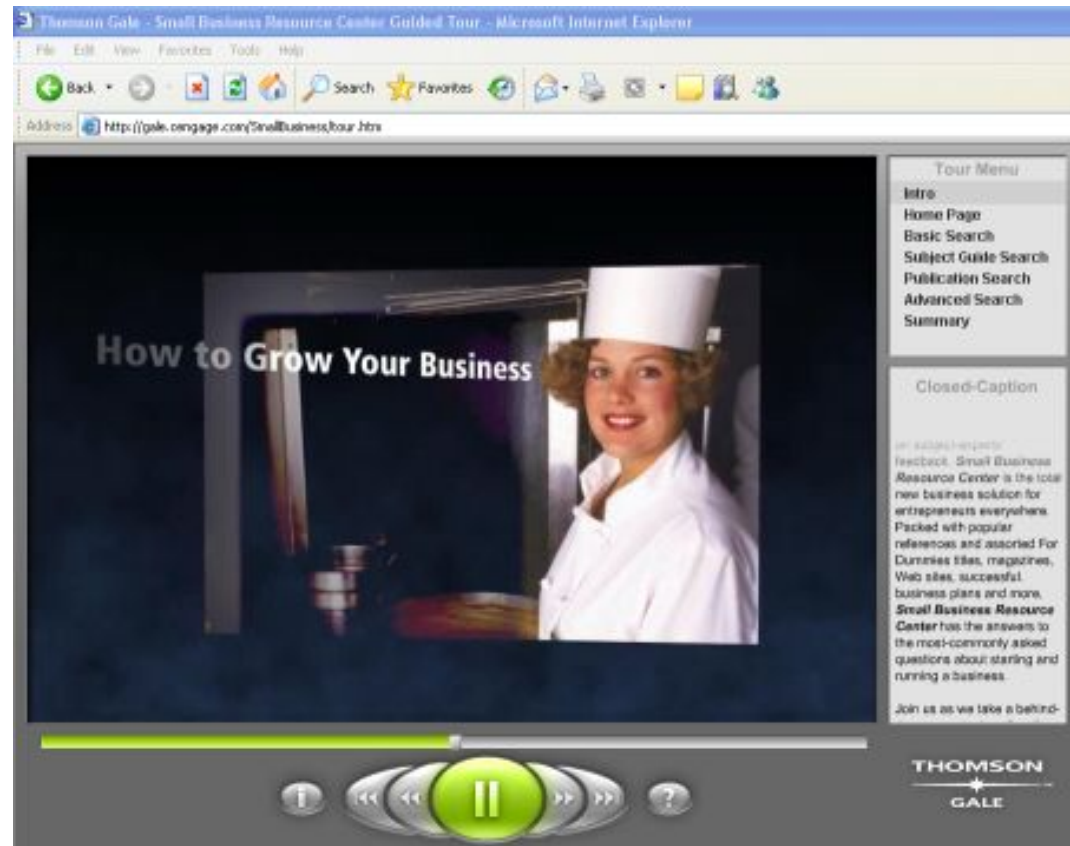 Thomson Gale - Small Business Resource Center Guided Tour - Microsoft Internet Explorer
File Edit View Favorites Tools Help
Back Search Favorites
Address http://gale.cengage.com/SmallBusiness/tour.htm
How to Grow Your Business
Tour Menu
Intro
Home Page
Basic Search
Subject Guide Search
Publication Search
Advanced Search
Summary
Closed-Caption
feedback. Small Business
Resource Center is the total
new business solution for
entrepreneurs everywhere.
Packed with popular
references and assorted For
Dummies titles, magazines,
Web sites, successful
business plans and more,
Small Business Resource
Center has the answers to
the most-commonly asked
questions about starting and
running a business.
Join us as we take a behind-
i
?
THOMSON
GALE